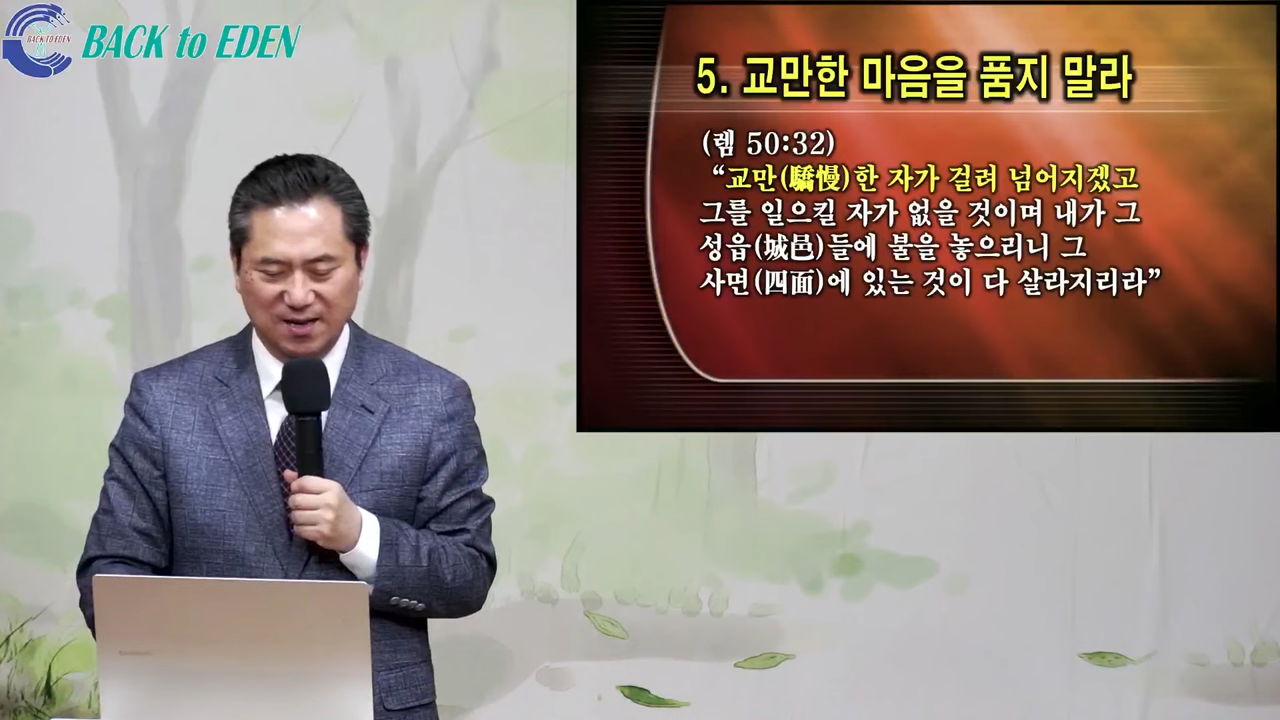 BACK TO EDEN
BACK to EDEN
5. 교만한 마음을 품지 말라
(렘 50:32)
“교만(驕慢)한 자가 걸려 넘어지겠고
그를 일으킬 자가 없을 것이며 내가 그
성읍(城邑)들에 불을 놓으리니 그
사면(四面)에 있는 것이 다 살라지리라”